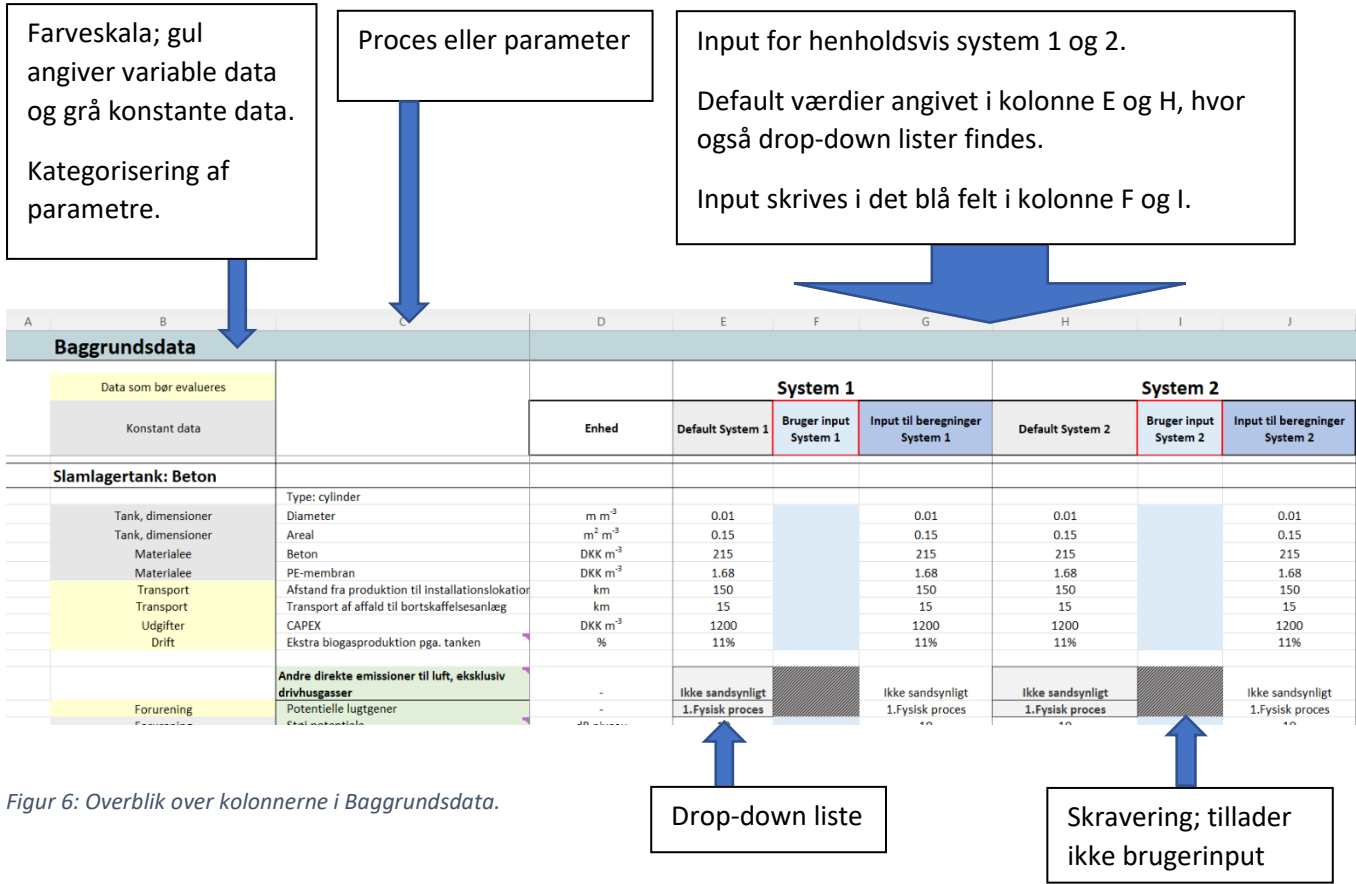 Farveskala; gul
angiver variable data
og grå konstante data.
Kategorisering af
parametre.
Proces eller parameter
Input for henholdsvis system 1 og 2.
Default værdier angivet i kolonne E og H, hvor
også drop-down lister findes.
Input skrives i det blå felt i kolonne F og I.
A B C D E F G H I J
Baggrundsdata
Data som bør evalueres System 1 System 2
Konstant data Enhed Default System 1 Bruger input System 1 Input til beregninger System 1 Default System 2 Bruger input System 2 Input til beregninger System 2
Slamlagertank: Beton
Type: cylinder
Tank, dimensioner Diameter m m⁻³ 0.01 0.01 0.01 0.01
Tank, dimensioner Areal m² m⁻³ 0.15 0.15 0.15 0.15
Materialee Beton DKK m⁻³ 215 215 215 215
Materialee PE-membran DKK m⁻³ 1.68 1.68 1.68 1.68
Transport Afstand fra produktion til installationslokation km 150 150 150 150
Transport Transport af affald til bortskaffelsesanlæg km 15 15 15 15
Udgifter CAPEX DKK m⁻³ 1200 1200 1200 1200
Drift Ekstra biogasproduktion pga. tanken % 11% 11% 11% 11%
Andre direkte emissioner til luft, eksklusiv
drivhusgasser - Ikke sandsynligt Ikke sandsynligt Ikke sandsynligt Ikke sandsynligt
Forurening Potentielle lugtgener - 1.Fysisk proces 1.Fysisk proces 1.Fysisk proces 1.Fysisk proces
Figur 6: Overblik over kolonnerne i Baggrundsdata.
Drop-down liste
Skravering; tillader
ikke brugerinput